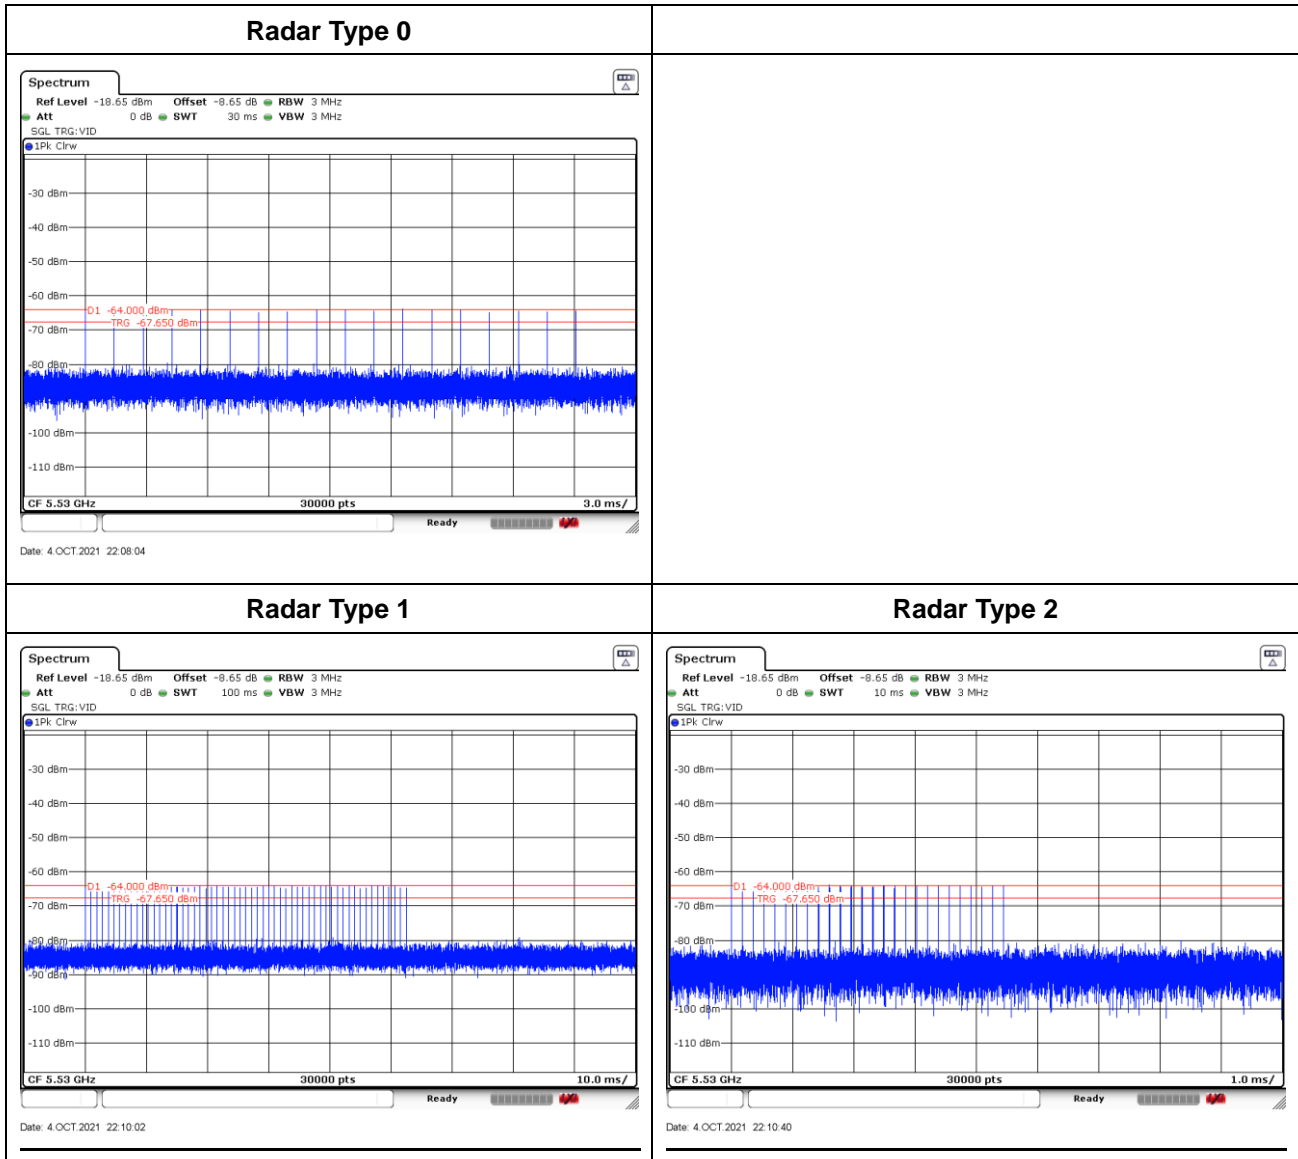 Radar Type 0
Spectrum
Ref Level -18.65 dBm Offset -8.65 dB RBW 3 MHz
Att 0 dB SWT 30 ms VBW 3 MHz
SGL TRG:VID
1Pk Clrw
-30 dBm
-40 dBm
-50 dBm
-60 dBm
D1 -64.000 dBm
TRG -67.650 dBm
-70 dBm
-80 dBm
-100 dBm
-110 dBm
CF 5.53 GHz 30000 pts 3.0 ms/
Ready
Date: 4.OCT.2021 22:08:04
Radar Type 1
Spectrum
Ref Level -18.65 dBm Offset -8.65 dB RBW 3 MHz
Att 0 dB SWT 100 ms VBW 3 MHz
SGL TRG:VID
1Pk Clrw
-30 dBm
-40 dBm
-50 dBm
-60 dBm
D1 -64.000 dBm
TRG -67.650 dBm
-70 dBm
-80 dBm
-90 dBm
-100 dBm
-110 dBm
CF 5.53 GHz 30000 pts 10.0 ms/
Ready
Date: 4.OCT.2021 22:10:02
Radar Type 2
Spectrum
Ref Level -18.65 dBm Offset -8.65 dB RBW 3 MHz
Att 0 dB SWT 10 ms VBW 3 MHz
SGL TRG:VID
1Pk Clrw
-30 dBm
-40 dBm
-50 dBm
-60 dBm
D1 -64.000 dBm
TRG -67.650 dBm
-70 dBm
-80 dBm
-100 dBm
-110 dBm
CF 5.53 GHz 30000 pts 1.0 ms/
Ready
Date: 4.OCT.2021 22:10:40